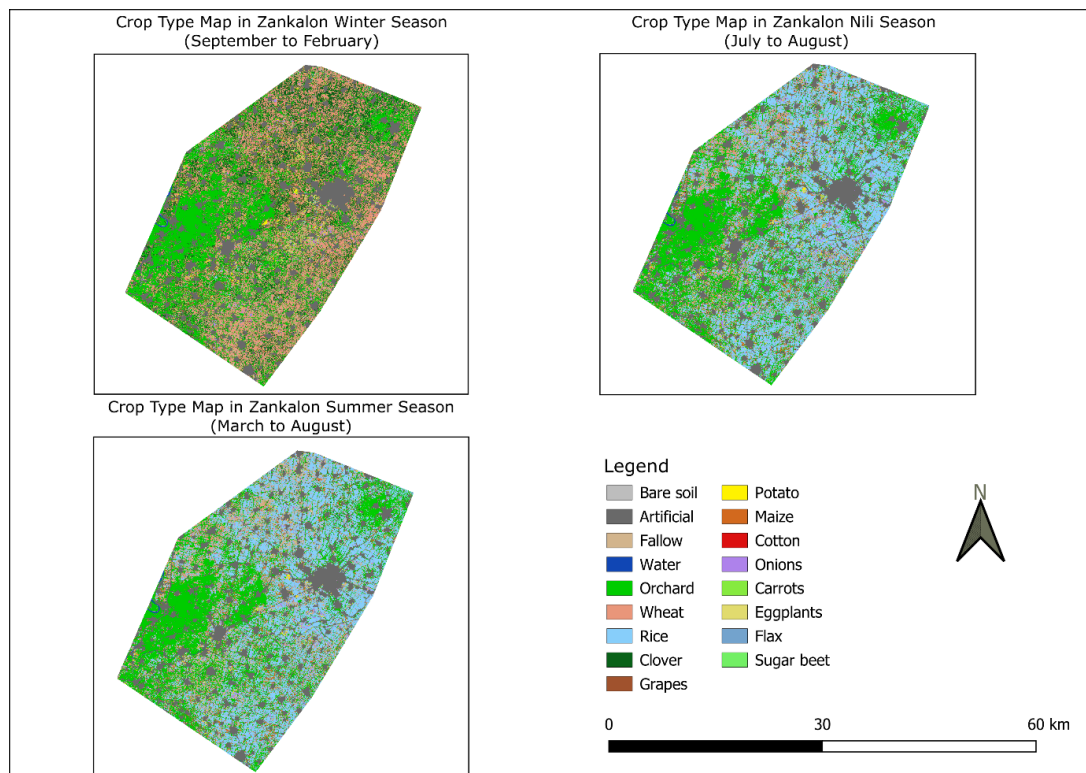 Crop Type Map in Zankalon Winter Season
(September to February)
Crop Type Map in Zankalon Nili Season
(July to August)
Crop Type Map in Zankalon Summer Season
(March to August)
Legend
Bare soil
Artificial
Fallow
Water
Orchard
Wheat
Rice
Clover
Grapes
Potato
Maize
Cotton
Onions
Carrots
Eggplants
Flax
Sugar beet
N
0 30 60 km